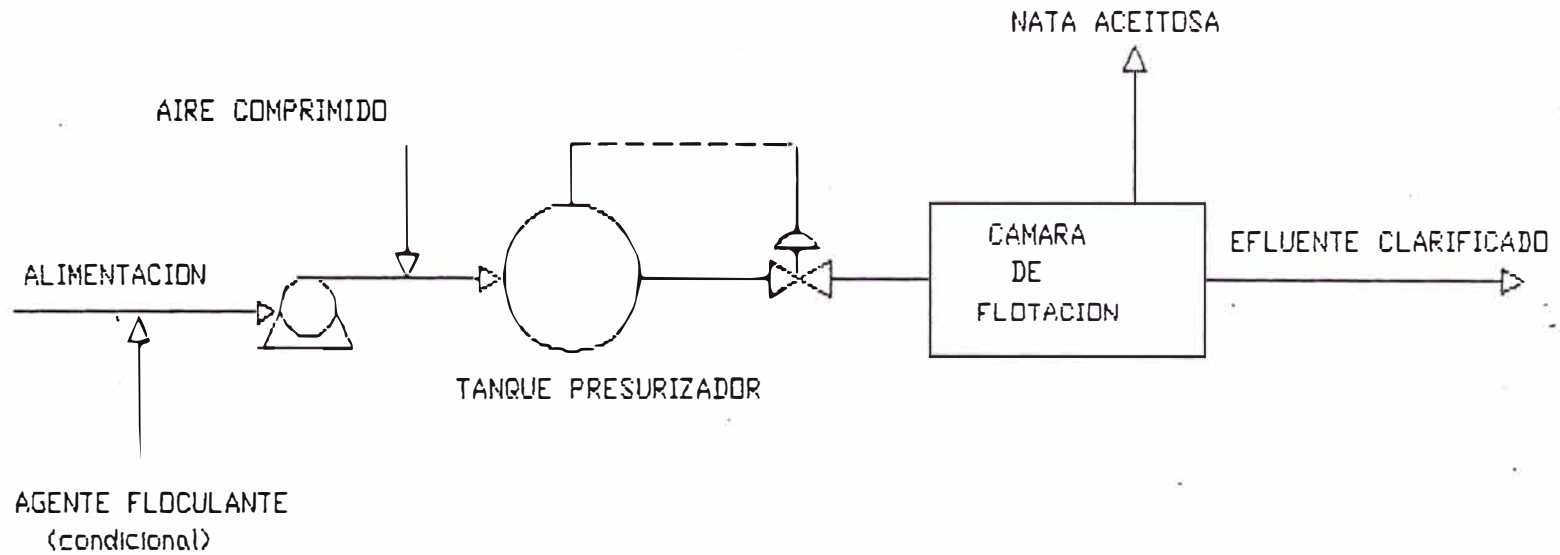 NATA ACEITOSA
AIRE COMPRIMIDO
ALIMENTACION
CAMARA
DE
FLOTACION
EFLUENTE CLARIFICADO
TANQUE PRESURIZADOR
AGENTE FLOCULANTE
(condicional)